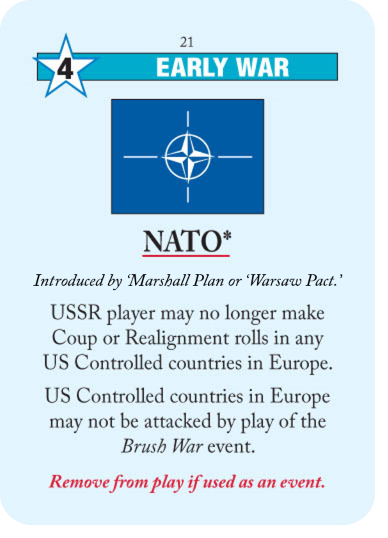 21
4
EARLY WAR
NATO*
Introduced by ‘Marshall Plan or ‘Warsaw Pact.’
USSR player may no longer make
Coup or Realignment rolls in any
US Controlled countries in Europe.
US Controlled countries in Europe
may not be attacked by play of the
Brush War event.
Remove from play if used as an event.